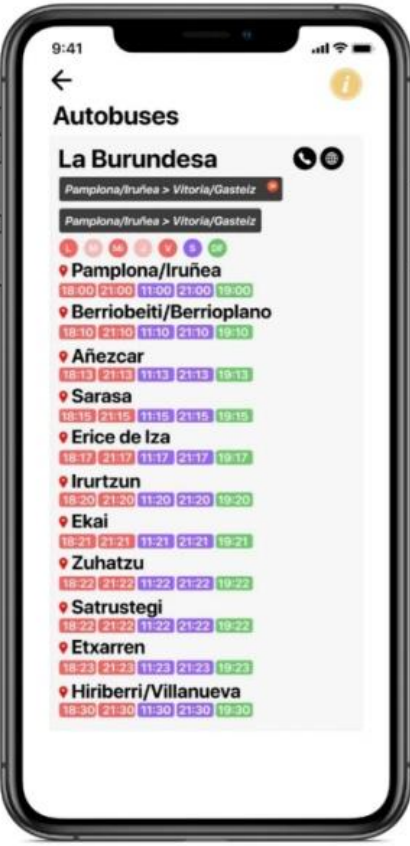 9:41
i
Autobuses
La Burundesa
Pamplona/Iruñea > Vitoria/Gasteiz
Pamplona/Iruñea > Vitoria/Gasteiz
L M Mi J V S DF
Pamplona/Iruñea
18:00 21:00 11:00 21:00 19:00
Berriobeiti/Berrioplano
18:10 21:10 11:10 21:10 19:10
Añezcar
18:13 21:13 11:13 21:13 19:13
Sarasa
18:15 21:15 11:15 21:15 19:15
Erice de Iza
18:17 21:17 11:17 21:17 19:17
Irurtzun
18:20 21:20 11:20 21:20 19:20
Ekai
18:21 21:21 11:21 21:21 19:21
Zuhatzu
18:22 21:22 11:22 21:22 19:22
Satrustegi
18:22 21:22 11:22 21:22 19:22
Etxarren
18:23 21:23 11:23 21:23 19:23
Hiriberri/Villanueva
18:30 21:30 11:30 21:30 19:30